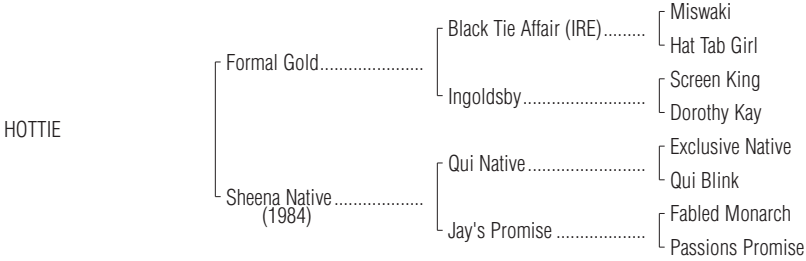 Miswaki
Black Tie Affair (IRE).........
Hat Tab Girl
Formal Gold......................
Screen King
Ingoldsby..........................
Dorothy Kay
HOTTIE
Exclusive Native
Qui Native.........................
Qui Blink
Sheena Native...................
(1984)
Fabled Monarch
Jay's Promise ...................
Passions Promise